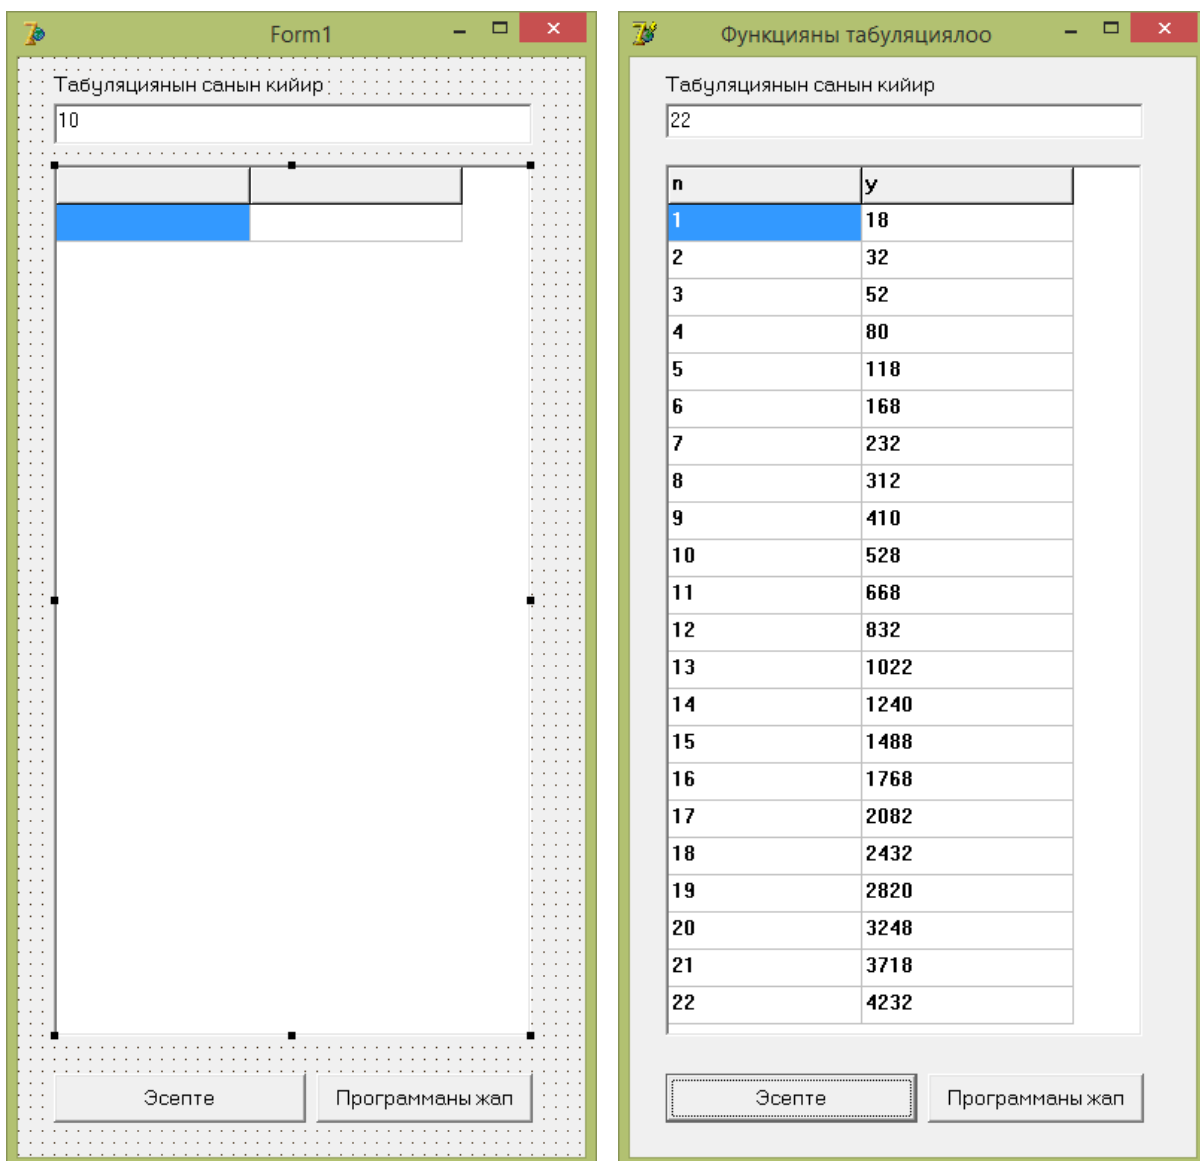 Form1
Табуляциянын санын кийир
10
Эсепте
Программаны жап
Функцияны табуляциялоо
Табуляциянын санын кийир
22
n y
1 18
2 32
3 52
4 80
5 118
6 168
7 232
8 312
9 410
10 528
11 668
12 832
13 1022
14 1240
15 1488
16 1768
17 2082
18 2432
19 2820
20 3248
21 3718
22 4232
Эсепте
Программаны жап